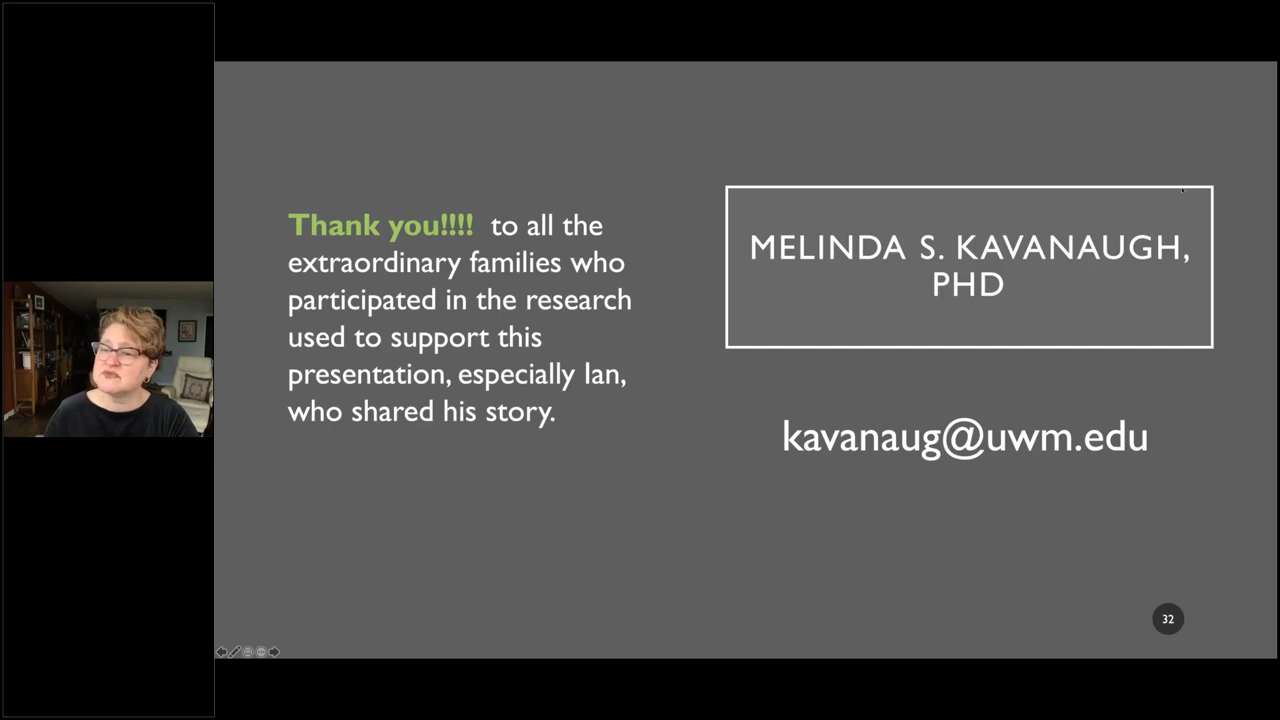 Thank you!!!! to all the
extraordinary families who
participated in the research
used to support this
presentation, especially Ian,
who shared his story.
MELINDA S. KAVANAUGH,
PHD
kavanaug@uwm.edu
32